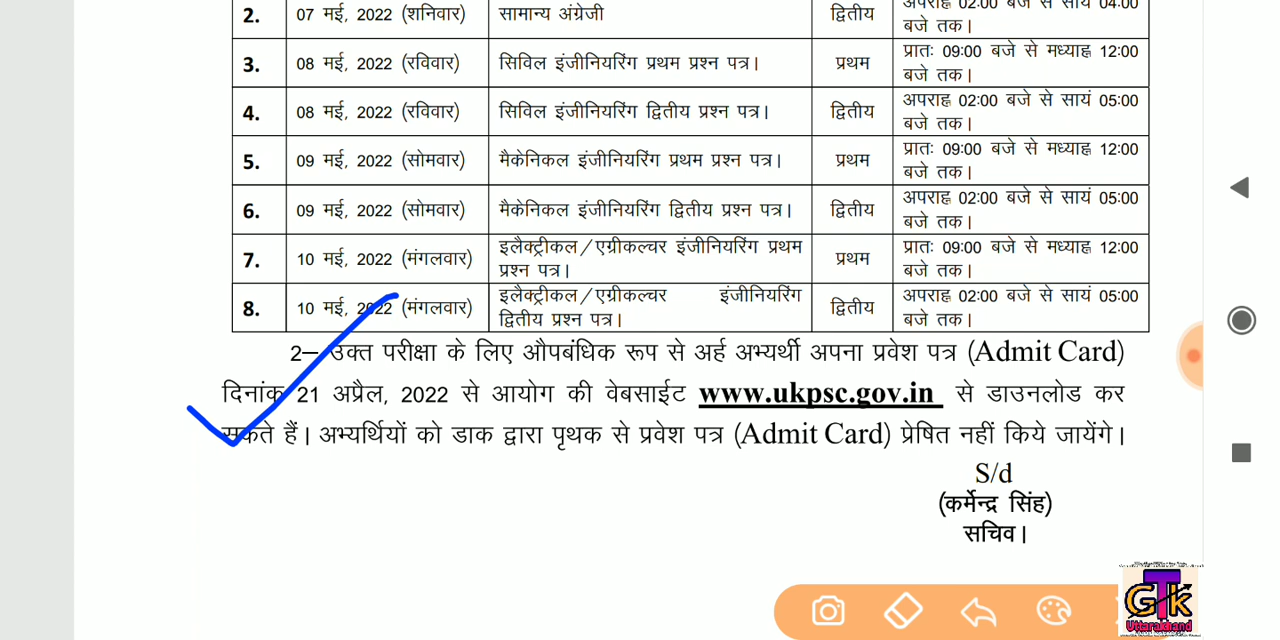 2. 07 मई, 2022 (शनिवार) सामान्य अंग्रेजी द्वितीय अपराह्न 02:00 बजे से सायं 04:00 बजे तक।
3. 08 मई, 2022 (रविवार) सिविल इंजीनियरिंग प्रथम प्रश्न पत्र। प्रथम प्रातः 09:00 बजे से मध्याह्न 12:00 बजे तक।
4. 08 मई, 2022 (रविवार) सिविल इंजीनियरिंग द्वितीय प्रश्न पत्र। द्वितीय अपराह्न 02:00 बजे से सायं 05:00 बजे तक।
5. 09 मई, 2022 (सोमवार) मैकेनिकल इंजीनियरिंग प्रथम प्रश्न पत्र। प्रथम प्रातः 09:00 बजे से मध्याह्न 12:00 बजे तक।
6. 09 मई, 2022 (सोमवार) मैकेनिकल इंजीनियरिंग द्वितीय प्रश्न पत्र। द्वितीय अपराह्न 02:00 बजे से सायं 05:00 बजे तक।
7. 10 मई, 2022 (मंगलवार) इलैक्ट्रीकल/एग्रीकल्चर इंजीनियरिंग प्रथम प्रश्न पत्र। प्रथम प्रातः 09:00 बजे से मध्याह्न 12:00 बजे तक।
8. 10 मई, 2022 (मंगलवार) इलैक्ट्रीकल/एग्रीकल्चर इंजीनियरिंग द्वितीय प्रश्न पत्र। द्वितीय अपराह्न 02:00 बजे से सायं 05:00 बजे तक।
2– उक्त परीक्षा के लिए औपबंधिक रूप से अर्ह अभ्यर्थी अपना प्रवेश पत्र (Admit Card)
दिनांक 21 अप्रैल, 2022 से आयोग की वेबसाईट www.ukpsc.gov.in से डाउनलोड कर
सकते हैं। अभ्यर्थियों को डाक द्वारा पृथक से प्रवेश पत्र (Admit Card) प्रेषित नहीं किये जायेंगे।
S/d
(कर्मेन्द्र सिंह)
सचिव।
GTK
Uttarakhand